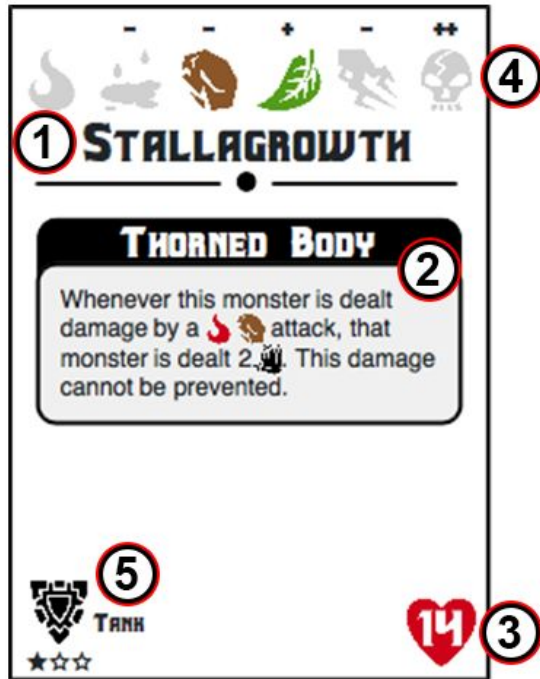 - - + - ++
4
1 STALLAGROWTH
THORNED BODY
2
Whenever this monster is dealt
damage by a attack, that
monster is dealt 2 . This damage
cannot be prevented.
5
TANK
14 3